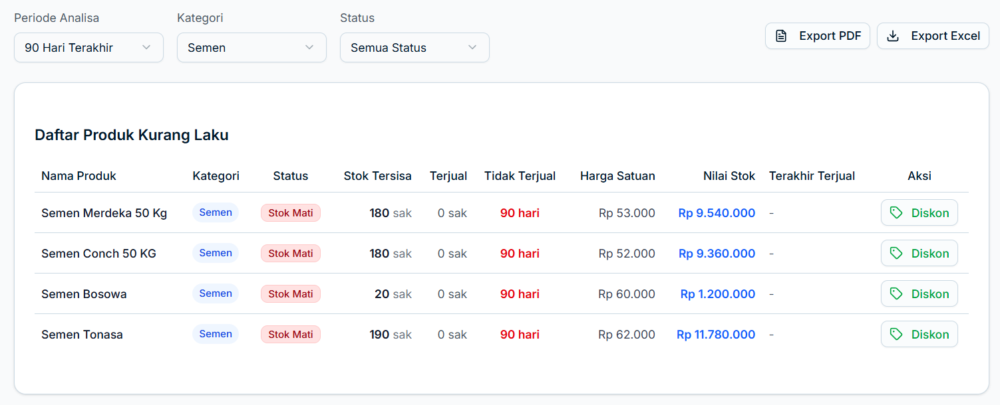 Periode Analisa Kategori Status
90 Hari Terakhir Semen Semua Status Export PDF Export Excel
Daftar Produk Kurang Laku
Nama Produk Kategori Status Stok Tersisa Terjual Tidak Terjual Harga Satuan Nilai Stok Terakhir Terjual Aksi
Semen Merdeka 50 Kg Semen Stok Mati 180 sak 0 sak 90 hari Rp 53.000 Rp 9.540.000 - Diskon
Semen Conch 50 KG Semen Stok Mati 180 sak 0 sak 90 hari Rp 52.000 Rp 9.360.000 - Diskon
Semen Bosowa Semen Stok Mati 20 sak 0 sak 90 hari Rp 60.000 Rp 1.200.000 - Diskon
Semen Tonasa Semen Stok Mati 190 sak 0 sak 90 hari Rp 62.000 Rp 11.780.000 - Diskon